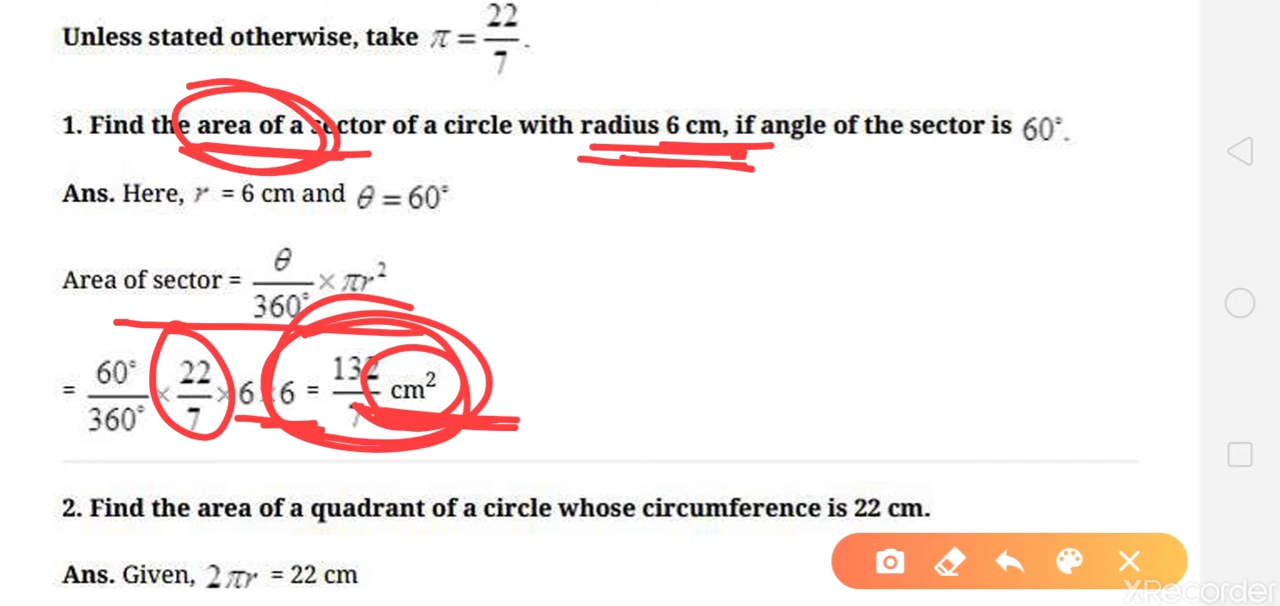 Unless stated otherwise, take π = 22/7.
1. Find the area of a sector of a circle with radius 6 cm, if angle of the sector is 60°.
Ans. Here, r = 6 cm and θ = 60°
Area of sector = θ/360° × πr²
= 60°/360° × 22/7 × 6 × 6 = 132/7 cm²
2. Find the area of a quadrant of a circle whose circumference is 22 cm.
Ans. Given, 2πr = 22 cm
XRecorder